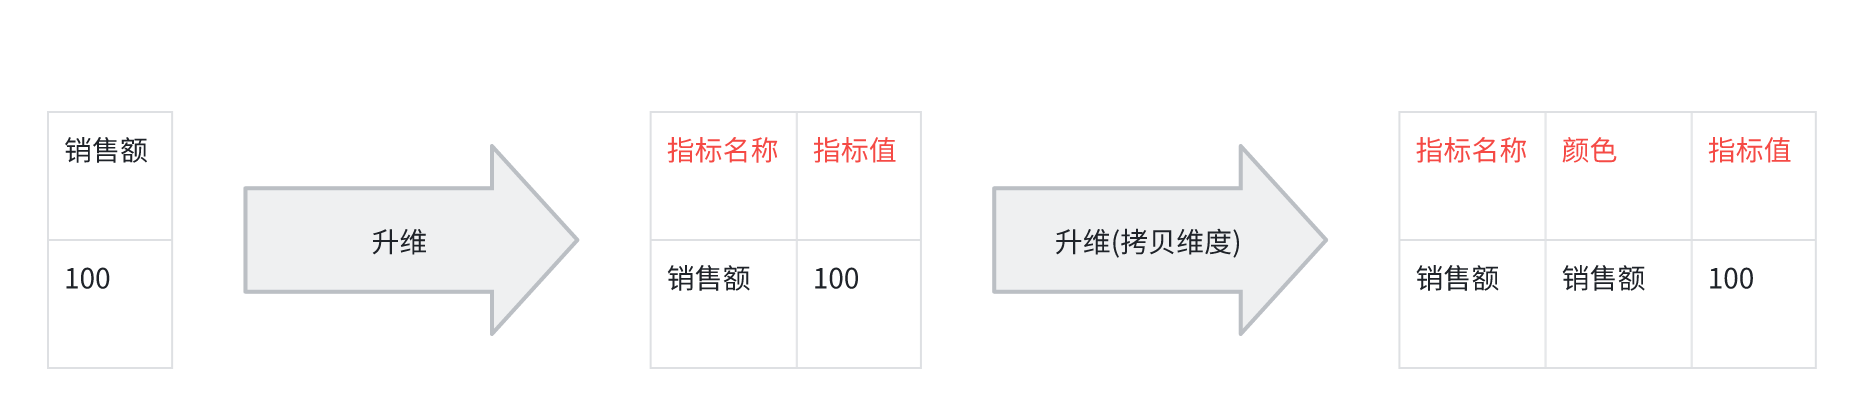 销售额
100
升维
指标名称 指标值
销售额 100
升维(拷贝维度)
指标名称 颜色 指标值
销售额 销售额 100